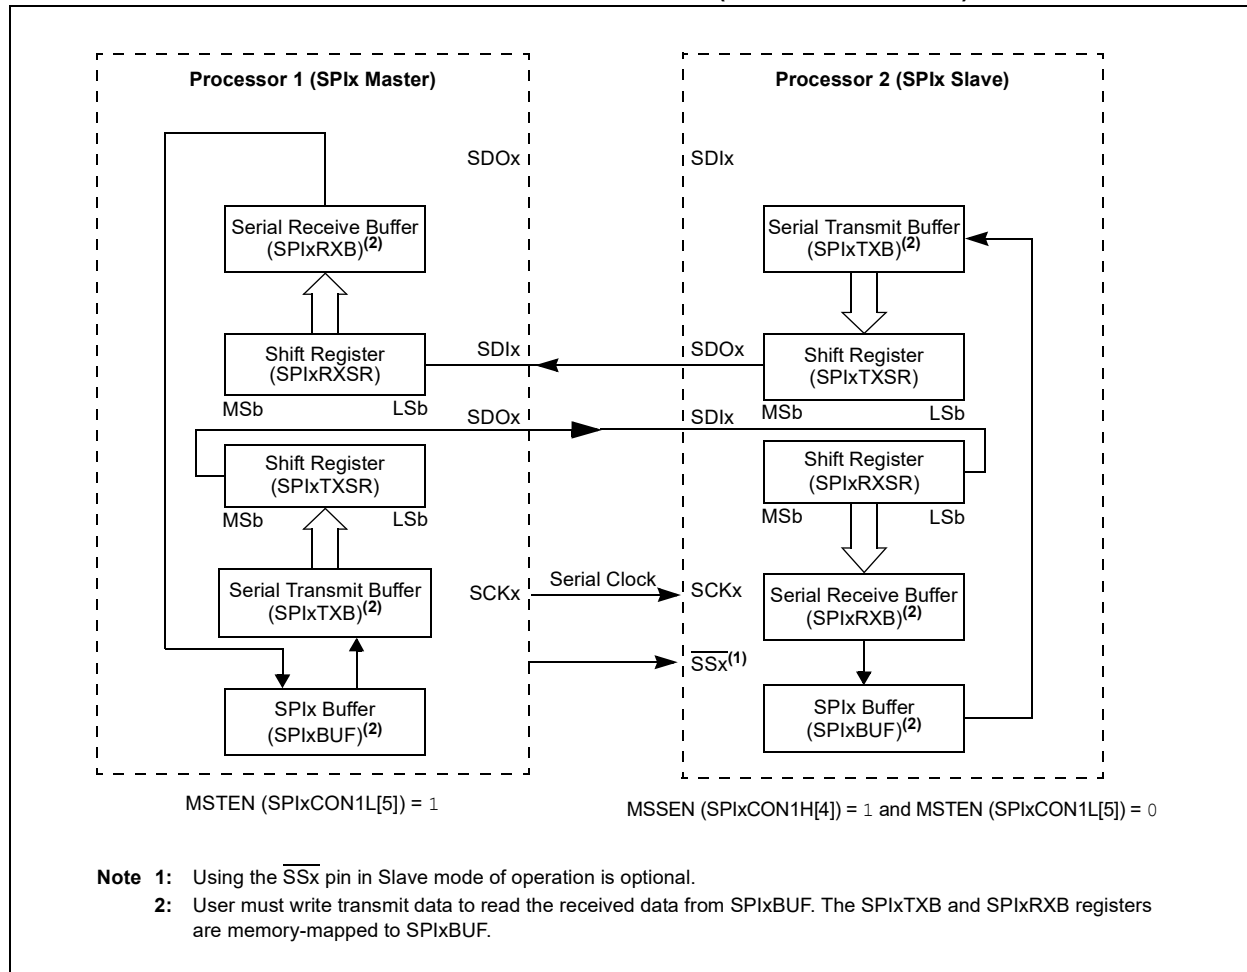 Processor 1 (SPIx Master)
SDOx
Serial Receive Buffer
(SPIxRXB)(2)
Shift Register
(SPIxRXSR)
SDIx
MSb
LSb
SDOx
Shift Register
(SPIxTXSR)
MSb
LSb
Serial Transmit Buffer
(SPIxTXB)(2)
SCKx
Serial Clock
SPIx Buffer
(SPIxBUF)(2)
MSTEN (SPIxCON1L[5]) = 1
Processor 2 (SPIx Slave)
SDIx
Serial Transmit Buffer
(SPIxTXB)(2)
SDOx
Shift Register
(SPIxTXSR)
MSb
LSb
SDIx
Shift Register
(SPIxRXSR)
MSb
LSb
SCKx
Serial Receive Buffer
(SPIxRXB)(2)
SSx(1)
SPIx Buffer
(SPIxBUF)(2)
MSSEN (SPIxCON1H[4]) = 1 and MSTEN (SPIxCON1L[5]) = 0
Note 1: Using the SSx pin in Slave mode of operation is optional.
2: User must write transmit data to read the received data from SPIxBUF. The SPIxTXB and SPIxRXB registers
are memory-mapped to SPIxBUF.